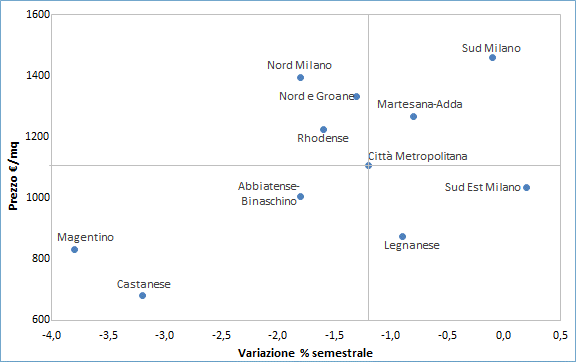 1600
Sud Milano
Nord Milano
1400
Nord e Groane
Martesana-Adda
Rhodense
1200
Prezzo €/mq
Città Metropolitana
Abbiatense-
Binaschino
Sud Est Milano
1000
Magentino
Legnanese
800
Castanese
600
-4,0 -3,5 -3,0 -2,5 -2,0 -1,5 -1,0 -0,5 0,0 0,5
Variazione % semestrale